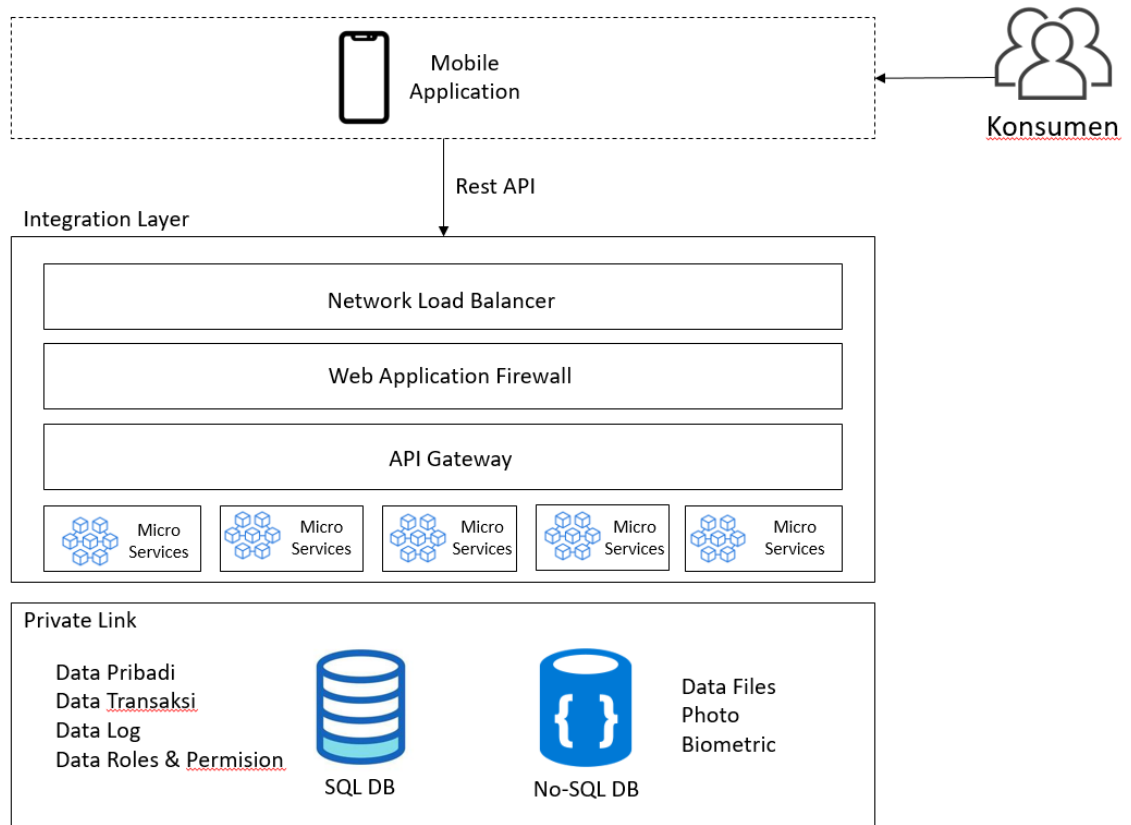 Mobile
Application
Konsumen
Rest API
Integration Layer
Network Load Balancer
Web Application Firewall
API Gateway
Micro
Services
Micro
Services
Micro
Services
Micro
Services
Micro
Services
Private Link
Data Pribadi
Data Transaksi
Data Log
Data Roles & Permision
SQL DB
{ }
No-SQL DB
Data Files
Photo
Biometric